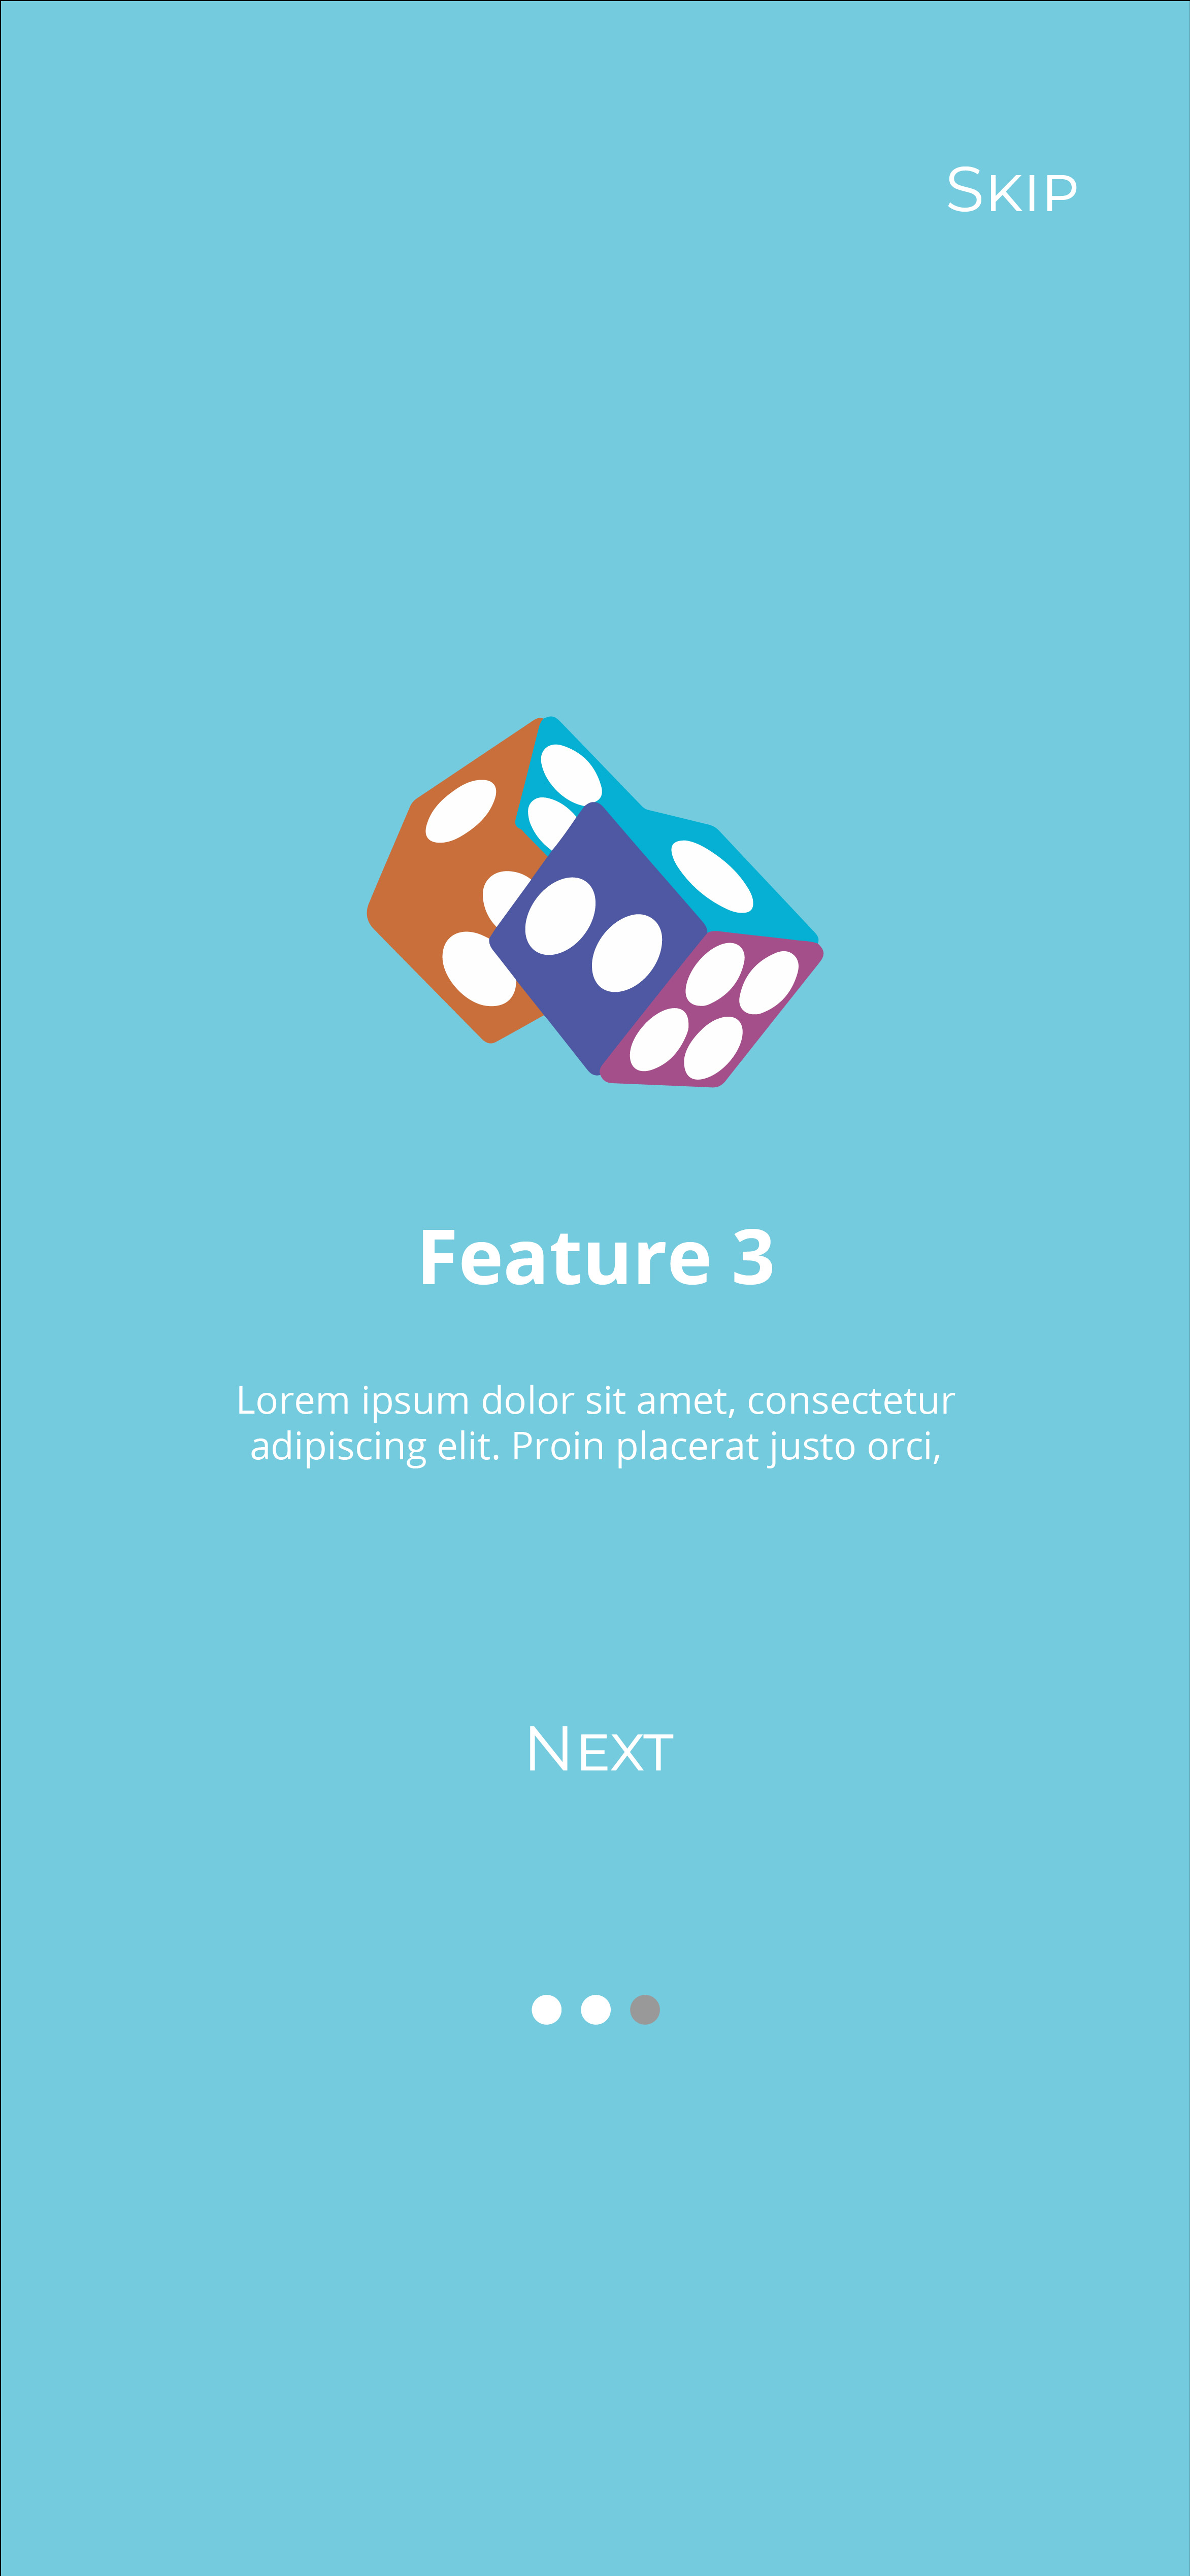 Skip
Feature 3
Lorem ipsum dolor sit amet, consectetur
adipiscing elit. Proin placerat justo orci,
Next